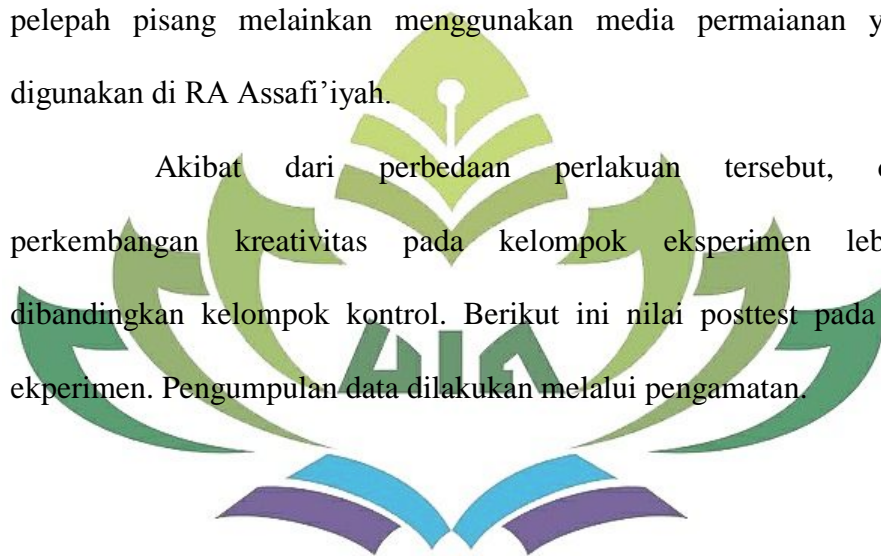 pelepah pisang melainkan menggunakan media permaianan
digunakan di RA Assafi’iyah.
Akibat dari perbedaan perlakuan tersebut,
perkembangan kreativitas pada kelompok eksperimen
dibandingkan kelompok kontrol. Berikut ini nilai posttest pada
ekperimen. Pengumpulan data dilakukan melalui pengamatan.
UIN